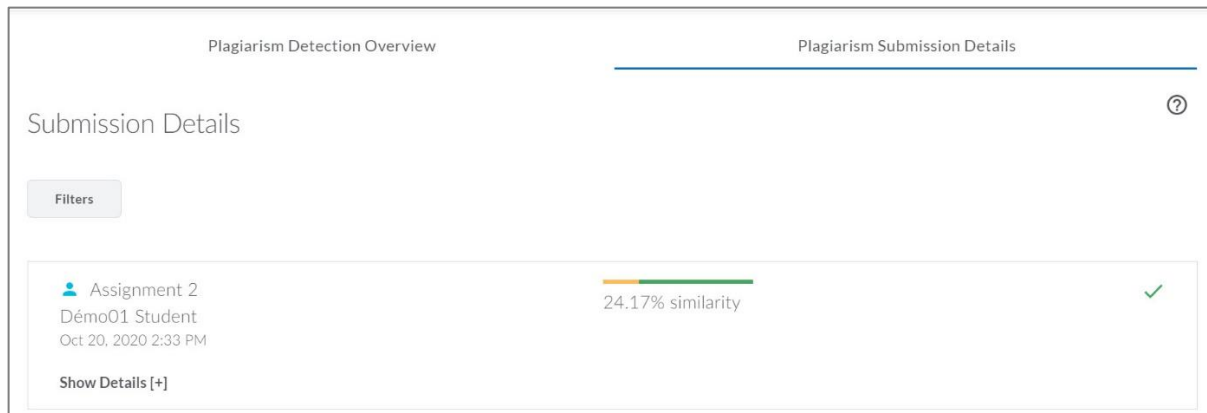 Plagiarism Detection Overview
Plagiarism Submission Details
Submission Details
Filters
Assignment 2
24.17% similarity
Démo01 Student
Oct 20, 2020 2:33 PM
Show Details [+]